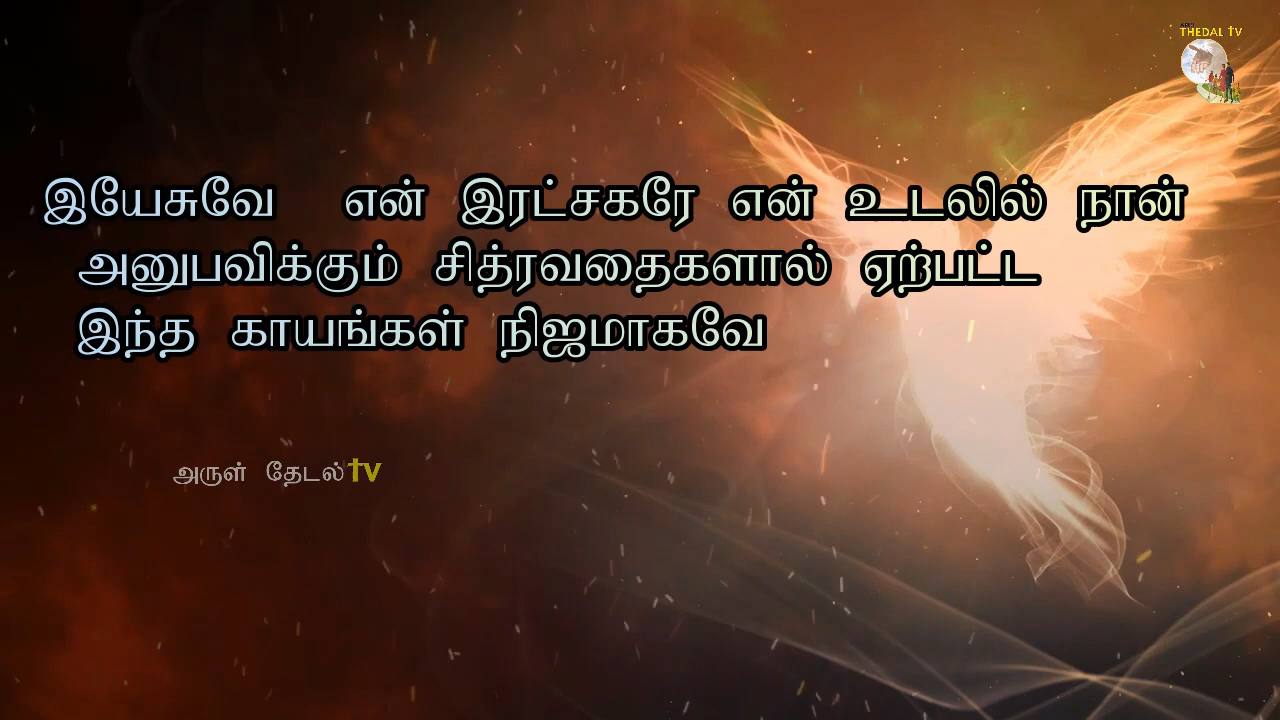 THEDAL TV
இயேசுவே என் இரட்சகரே என் உடலில் நான்
அனுபவிக்கும் சித்ரவதைகளால் ஏற்பட்ட
இந்த காயங்கள் நிஜமாகவே
அருள் தேடல் tv